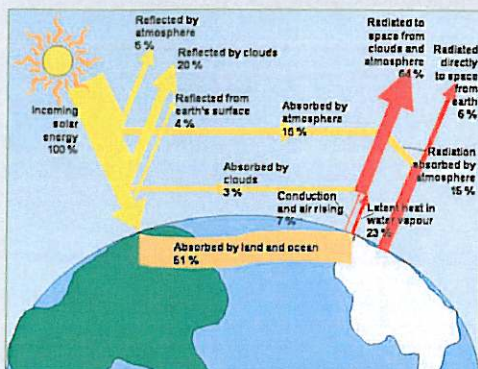 Reflected by
atmosphere
6 %
Reflected by clouds
20 %
Reflected from
earth's surface
4 %
Incoming
solar
energy
100 %
Absorbed by
atmosphere
16 %
Absorbed by
clouds
3 %
Conduction
and air rising
7 %
Absorbed by land and ocean
51 %
Radiated to
space from
clouds and
atmosphere
64 %
Radiated
directly
to space
from
earth
6 %
Radiation
absorbed by
atmosphere
15 %
Latent heat in
water vapour
23 %